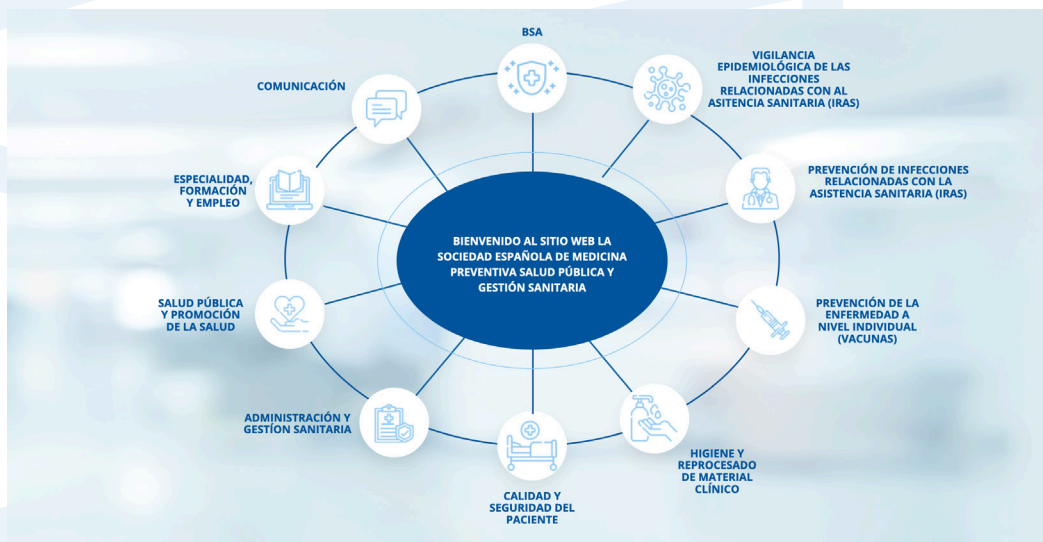 BSA
VIGILANCIA
EPIDEMIOLÓGICA DE LAS
INFECCIONES
RELACIONADAS CON AL
ASITENCIA SANITARIA (IRAS)
PREVENCIÓN DE INFECCIONES
RELACIONADAS CON LA
ASISTENCIA SANITARIA (IRAS)
PREVENCIÓN DE LA
ENFERMEDAD A
NIVEL INDIVIDUAL
(VACUNAS)
HIGIENE Y
REPROCESADO
DE MATERIAL
CLÍNICO
CALIDAD Y
SEGURIDAD DEL
PACIENTE
ADMINISTRACIÓN Y
GESTÍON SANITARIA
SALUD PÚBLICA
Y PROMOCIÓN
DE LA SALUD
ESPECIALIDAD,
FORMACIÓN
Y EMPLEO
COMUNICACIÓN
BIENVENIDO AL SITIO WEB LA
SOCIEDAD ESPAÑOLA DE MEDICINA
PREVENTIVA SALUD PÚBLICA Y
GESTIÓN SANITARIA